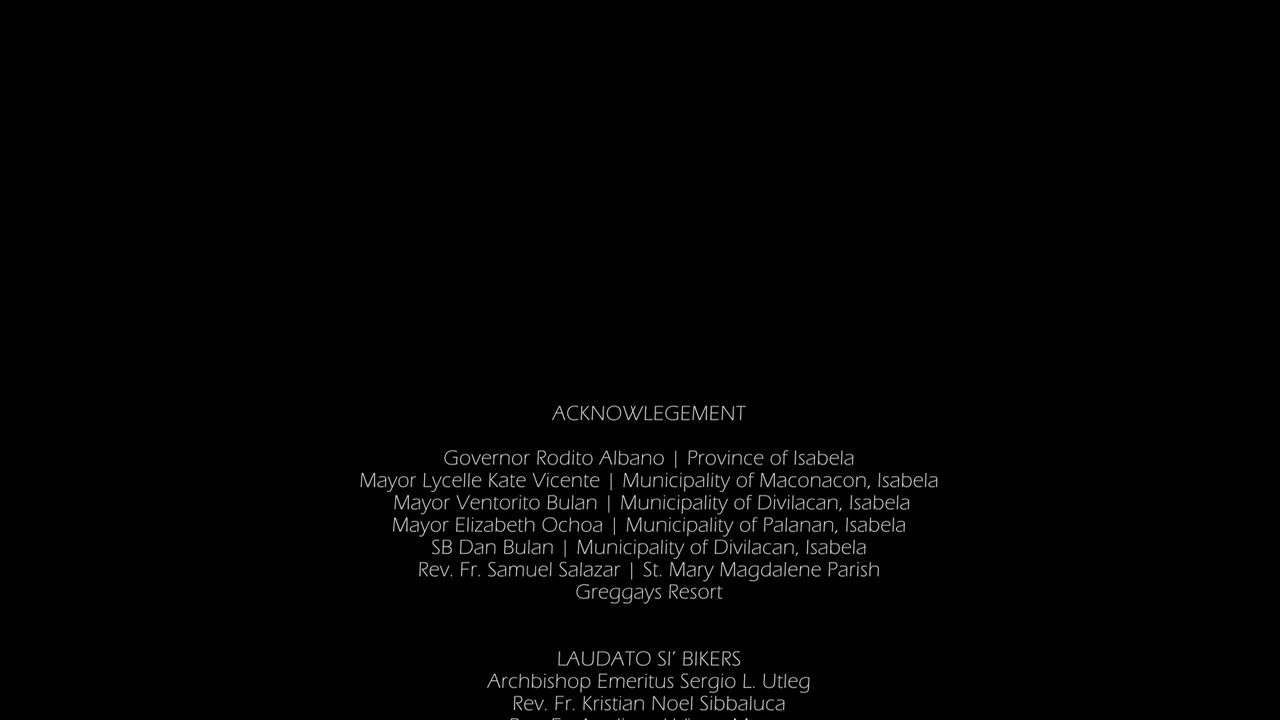 ACKNOWLEGEMENT
Governor Rodito Albano | Province of Isabela
Mayor Lycelle Kate Vicente | Municipality of Maconacon, Isabela
Mayor Ventorito Bulan | Municipality of Divilacan, Isabela
Mayor Elizabeth Ochoa | Municipality of Palanan, Isabela
SB Dan Bulan | Municipality of Divilacan, Isabela
Rev. Fr. Samuel Salazar | St. Mary Magdalene Parish
Greggays Resort
LAUDATO SI' BIKERS
Archbishop Emeritus Sergio L. Utleg
Rev. Fr. Kristian Noel Sibbaluca